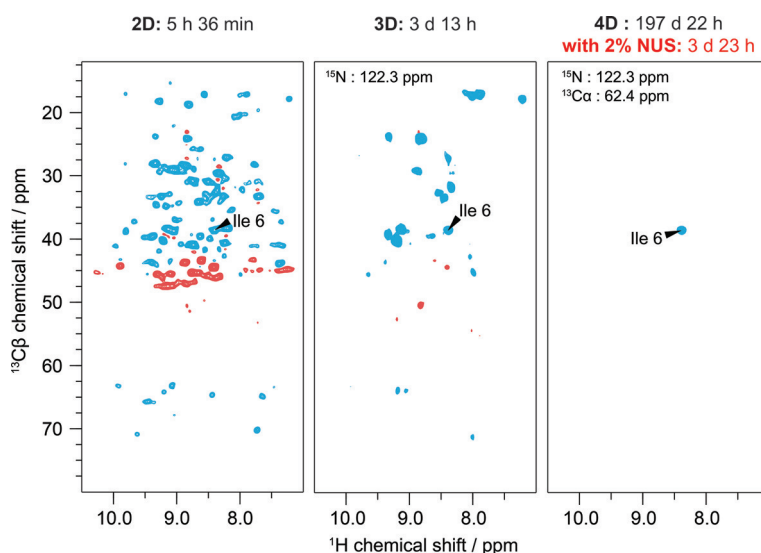 2D: 5 h 36 min
3D: 3 d 13 h
4D : 197 d 22 h
with 2% NUS: 3 d 23 h
¹⁵N : 122.3 ppm
¹⁵N : 122.3 ppm
¹³Cα : 62.4 ppm
20
30
40
50
60
70
¹³Cβ chemical shift / ppm
Ile 6
Ile 6
Ile 6
10.0 9.0 8.0
10.0 9.0 8.0
10.0 9.0 8.0
¹H chemical shift / ppm